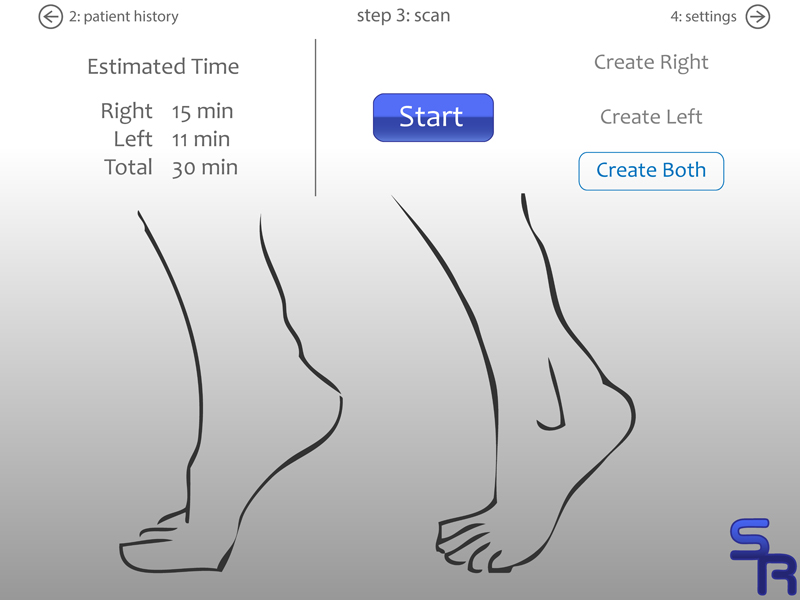 2: patient history
step 3: scan
4: settings
Estimated Time
Right 15 min
Left 11 min
Total 30 min
Start
Create Right
Create Left
Create Both
SR